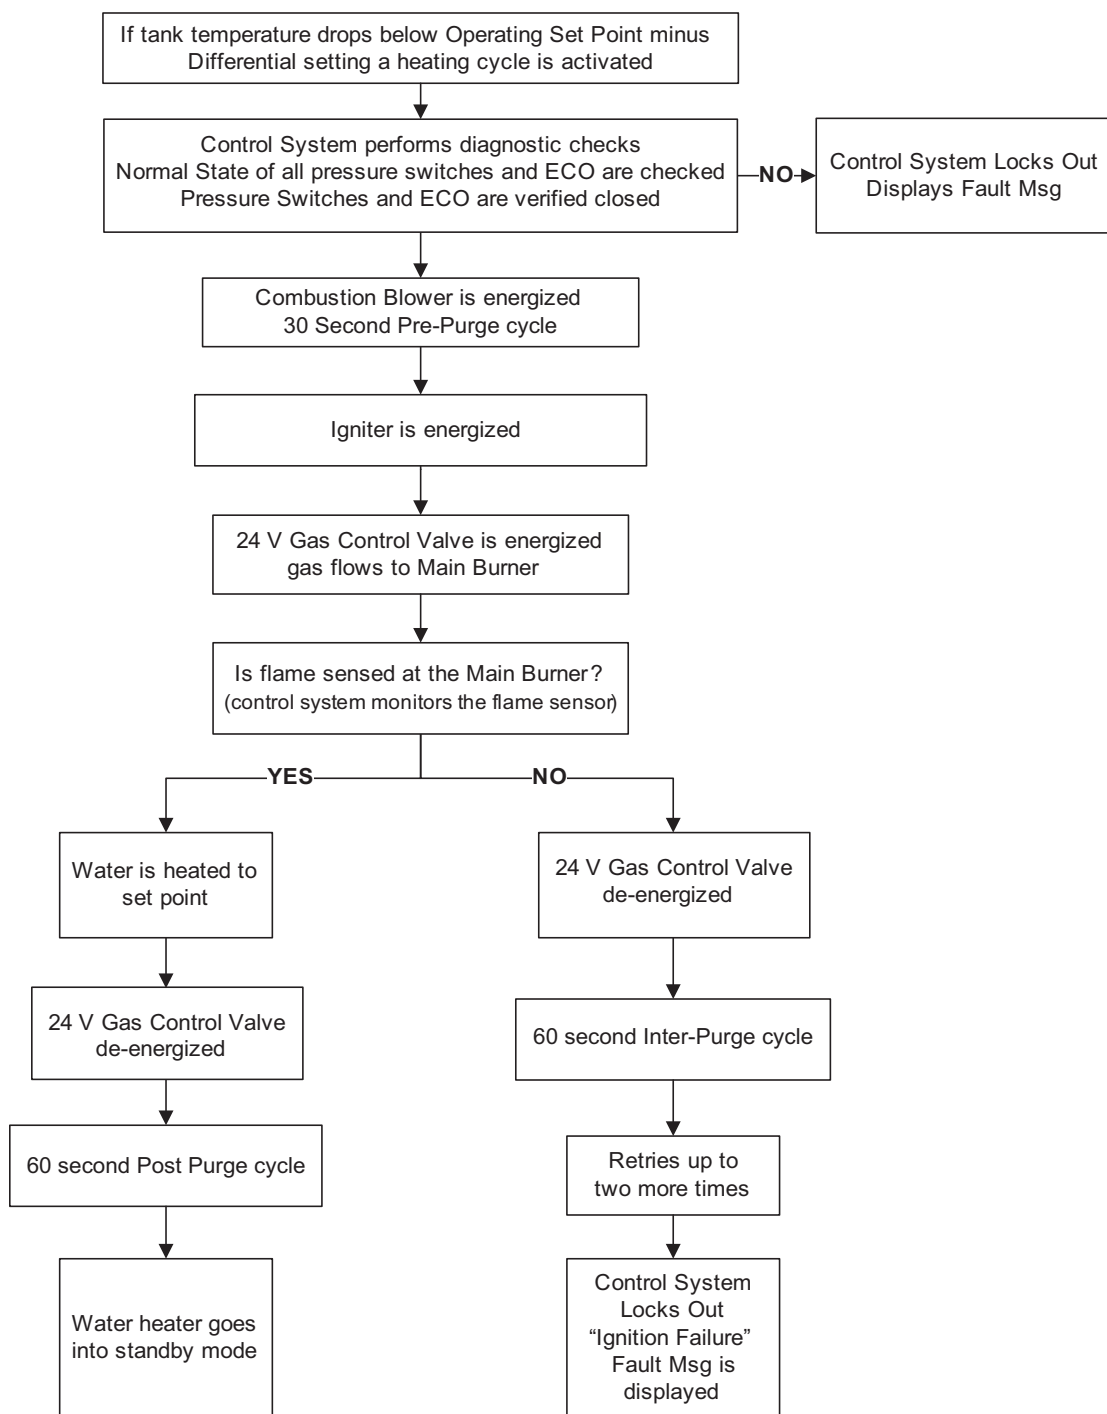 If tank temperature drops below Operating Set Point minus
Differential setting a heating cycle is activated
Control System performs diagnostic checks
Normal State of all pressure switches and ECO are checked
Pressure Switches and ECO are verified closed
NO
Control System Locks Out
Displays Fault Msg
Combustion Blower is energized
30 Second Pre-Purge cycle
Igniter is energized
24 V Gas Control Valve is energized
gas flows to Main Burner
Is flame sensed at the Main Burner?
(control system monitors the flame sensor)
YES
NO
Water is heated to
set point
24 V Gas Control Valve
de-energized
60 second Post Purge cycle
Water heater goes
into standby mode
24 V Gas Control Valve
de-energized
60 second Inter-Purge cycle
Retries up to
two more times
Control System
Locks Out
“Ignition Failure”
Fault Msg is
displayed